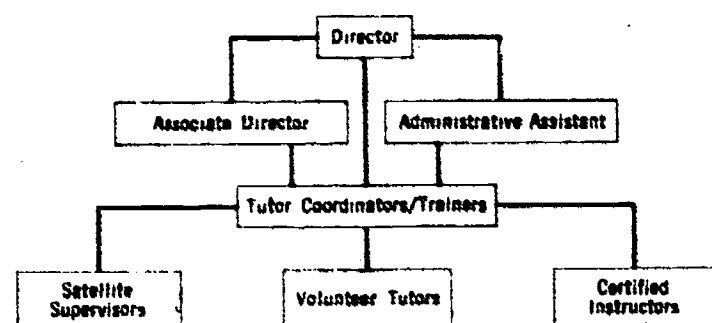 Director
Associate Director
Administrative Assistant
Tutor Coordinators/Trainers
Satellite
Supervisors
Volunteer Tutors
Certified
Instructors